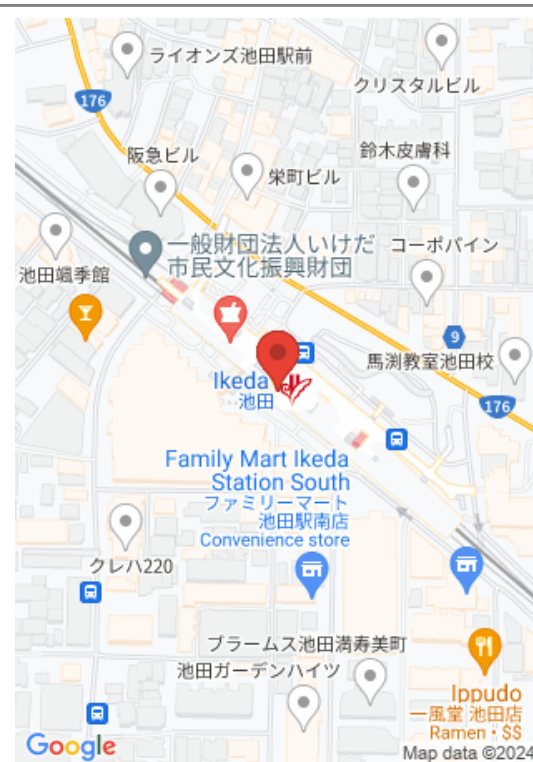 ライオンズ池田駅前
クリスタルビル
176
阪急ビル
鈴木皮膚科
栄町ビル
一般財団法人いけだ
市民文化振興財団
コーポパイン
池田颯季館
9
馬渕教室池田校
Ikeda
池田
176
Family Mart Ikeda
Station South
ファミリーマート
池田駅南店
Convenience store
クレハ220
ブラームス池田満寿美町
池田ガーデンハイツ
Ippudo
一風堂 池田店
Ramen・$$
Google
Map data ©2024